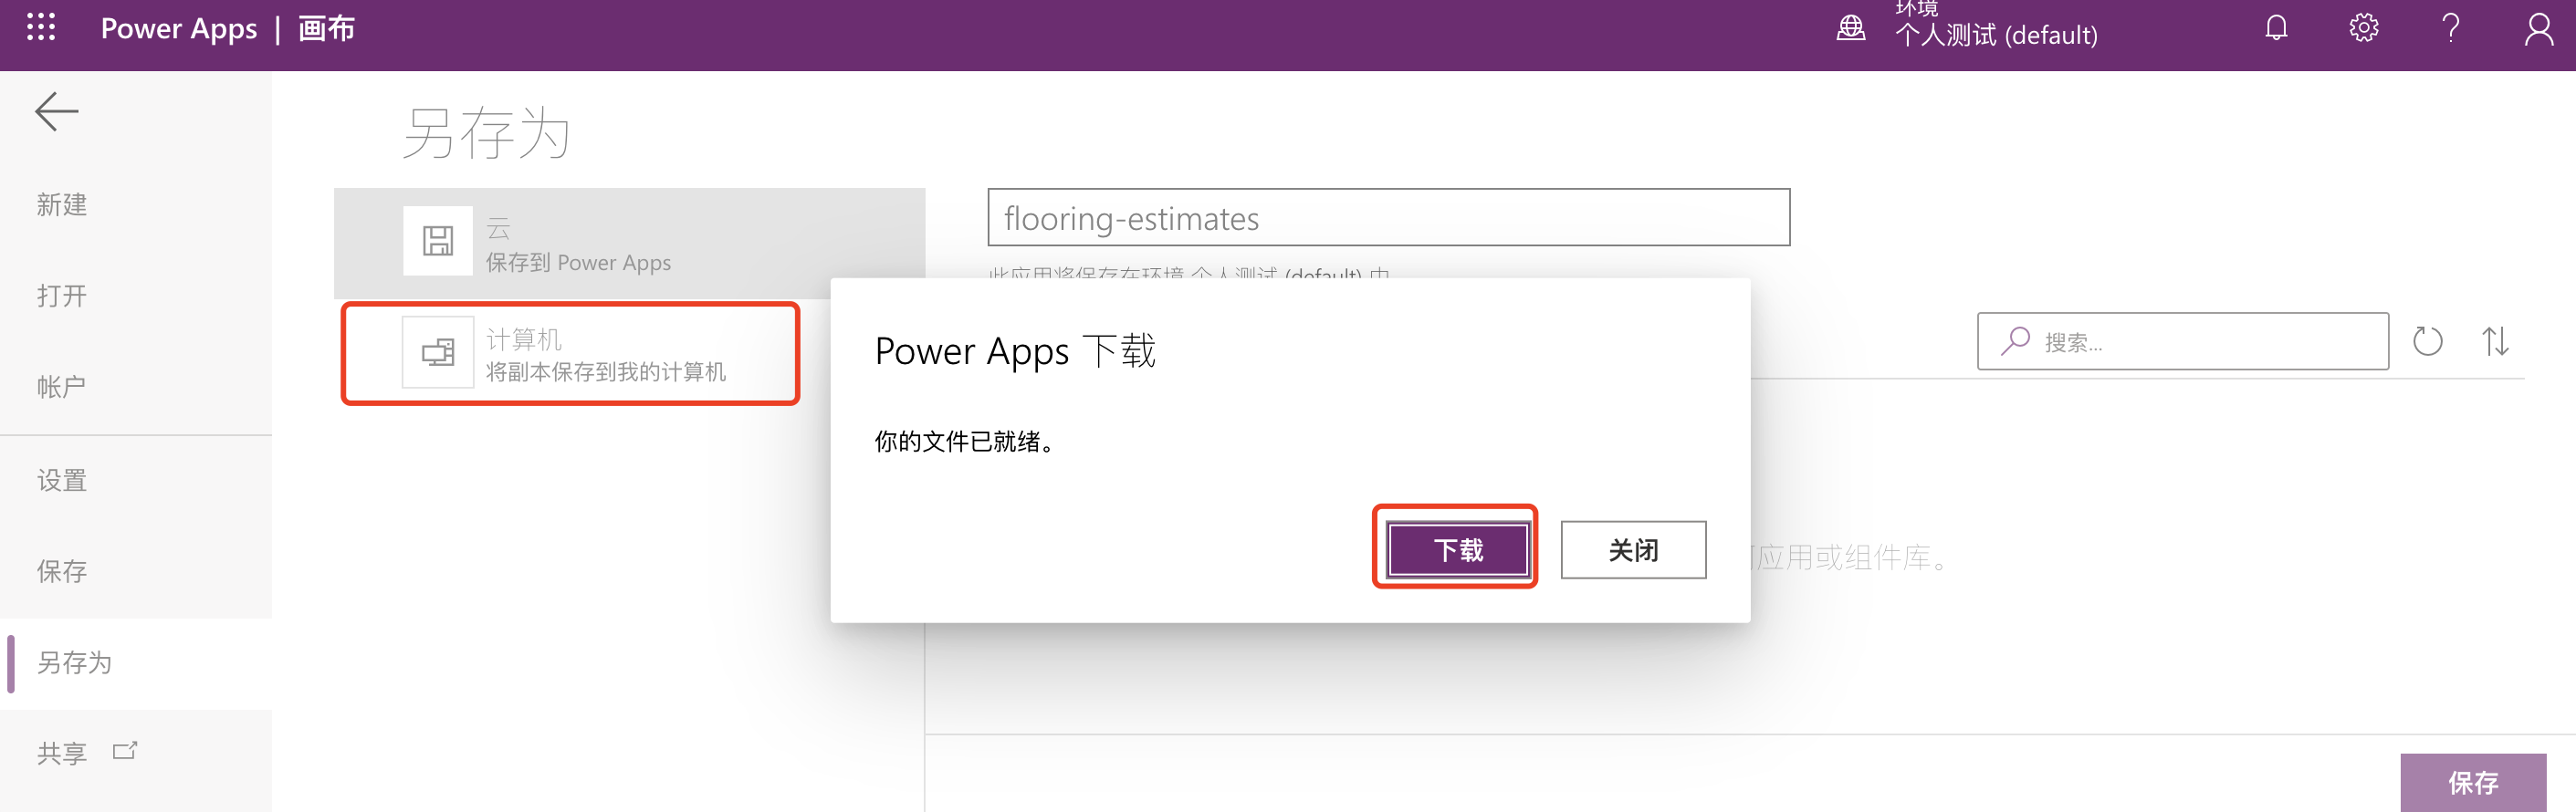 Power Apps | 画布
环境
个人测试 (default)
另存为
新建
打开
帐户
设置
保存
另存为
共享
云
保存到 Power Apps
计算机
将副本保存到我的计算机
flooring-estimates
此应用将保存在环境 个人测试 (default) 中
搜索...
Power Apps 下载
你的文件已就绪。
下载
关闭
应用或组件库。
保存